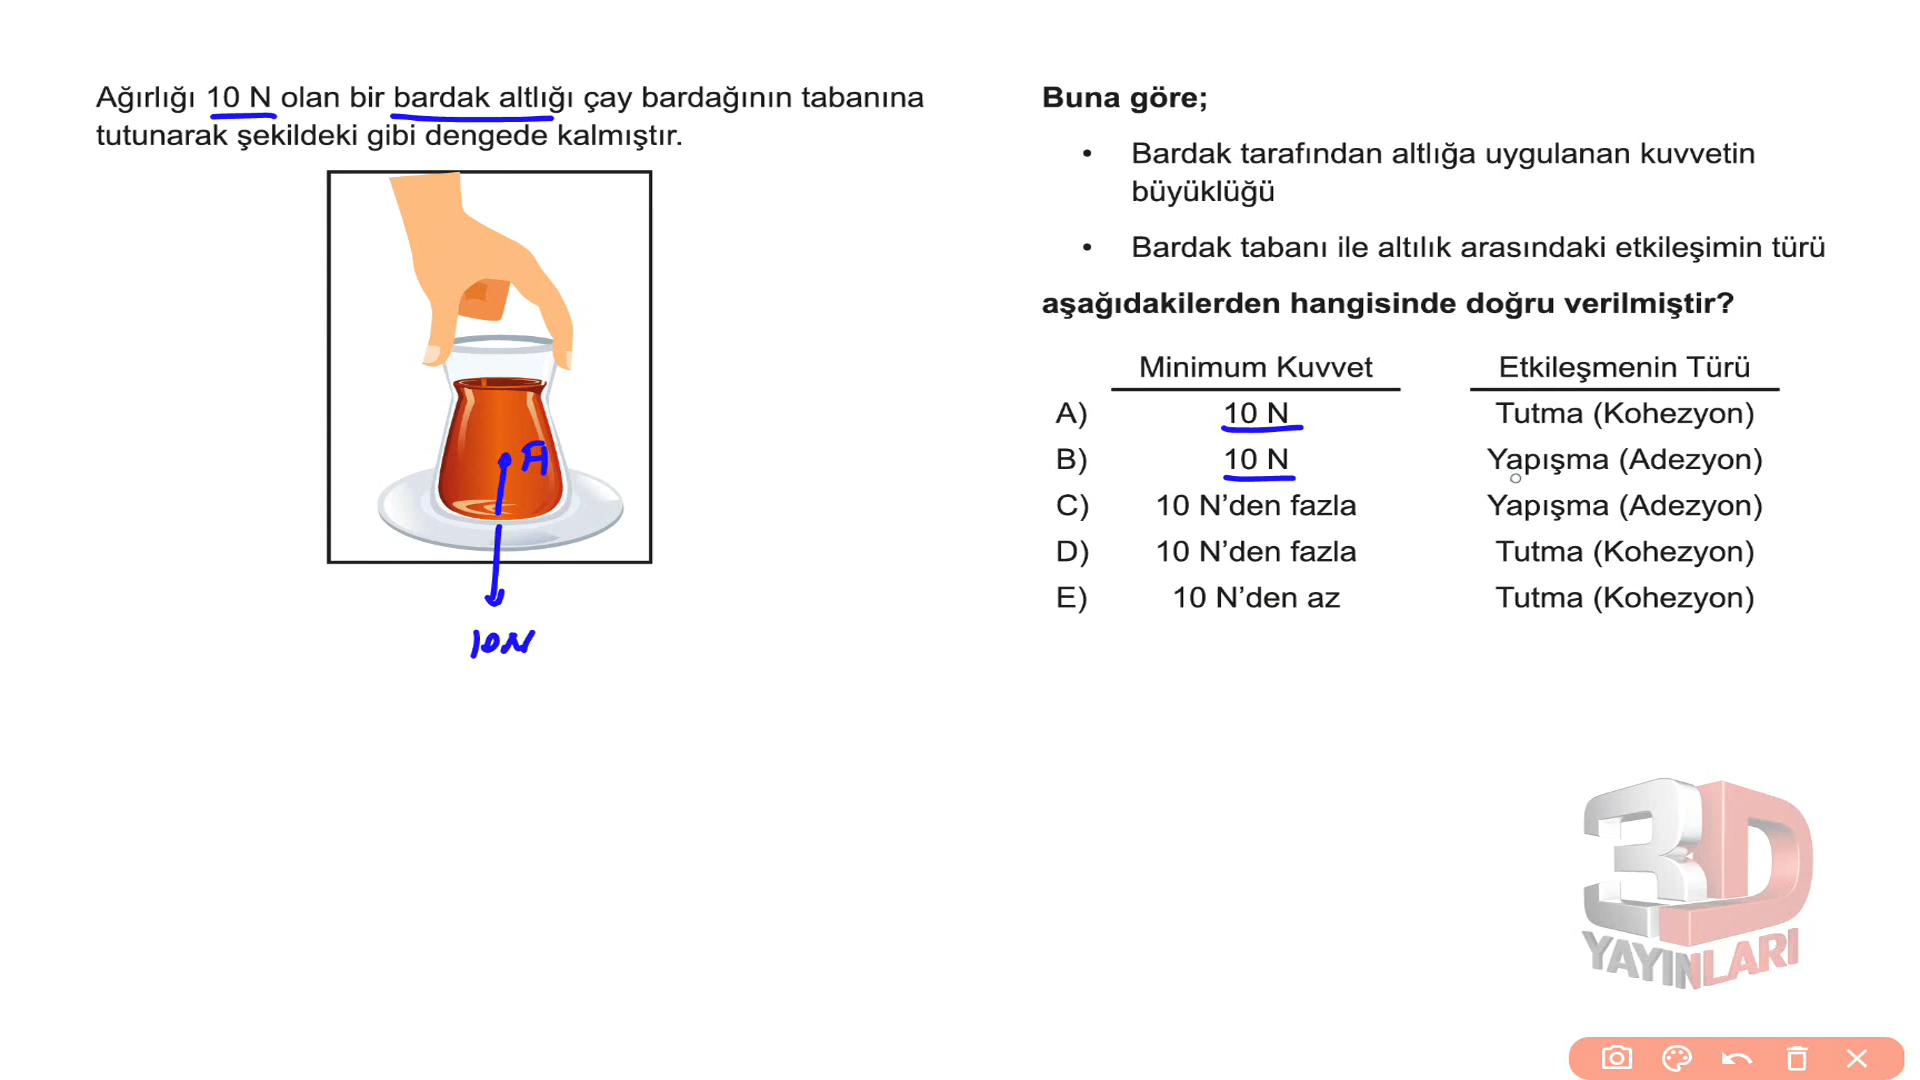 Ağırlığı 10 N olan bir bardak altlığı çay bardağının tabanına
tutunarak şekildeki gibi dengede kalmıştır.
10N
Buna göre;
• Bardak tarafından altlığa uygulanan kuvvetin
büyüklüğü
• Bardak tabanı ile altılık arasındaki etkileşimin türü
aşağıdakilerden hangisinde doğru verilmiştir?
Minimum Kuvvet Etkileşmenin Türü
A) 10 N Tutma (Kohezyon)
B) 10 N Yapışma (Adezyon)
C) 10 N’den fazla Yapışma (Adezyon)
D) 10 N’den fazla Tutma (Kohezyon)
E) 10 N’den az Tutma (Kohezyon)
3D
YAYINLARI